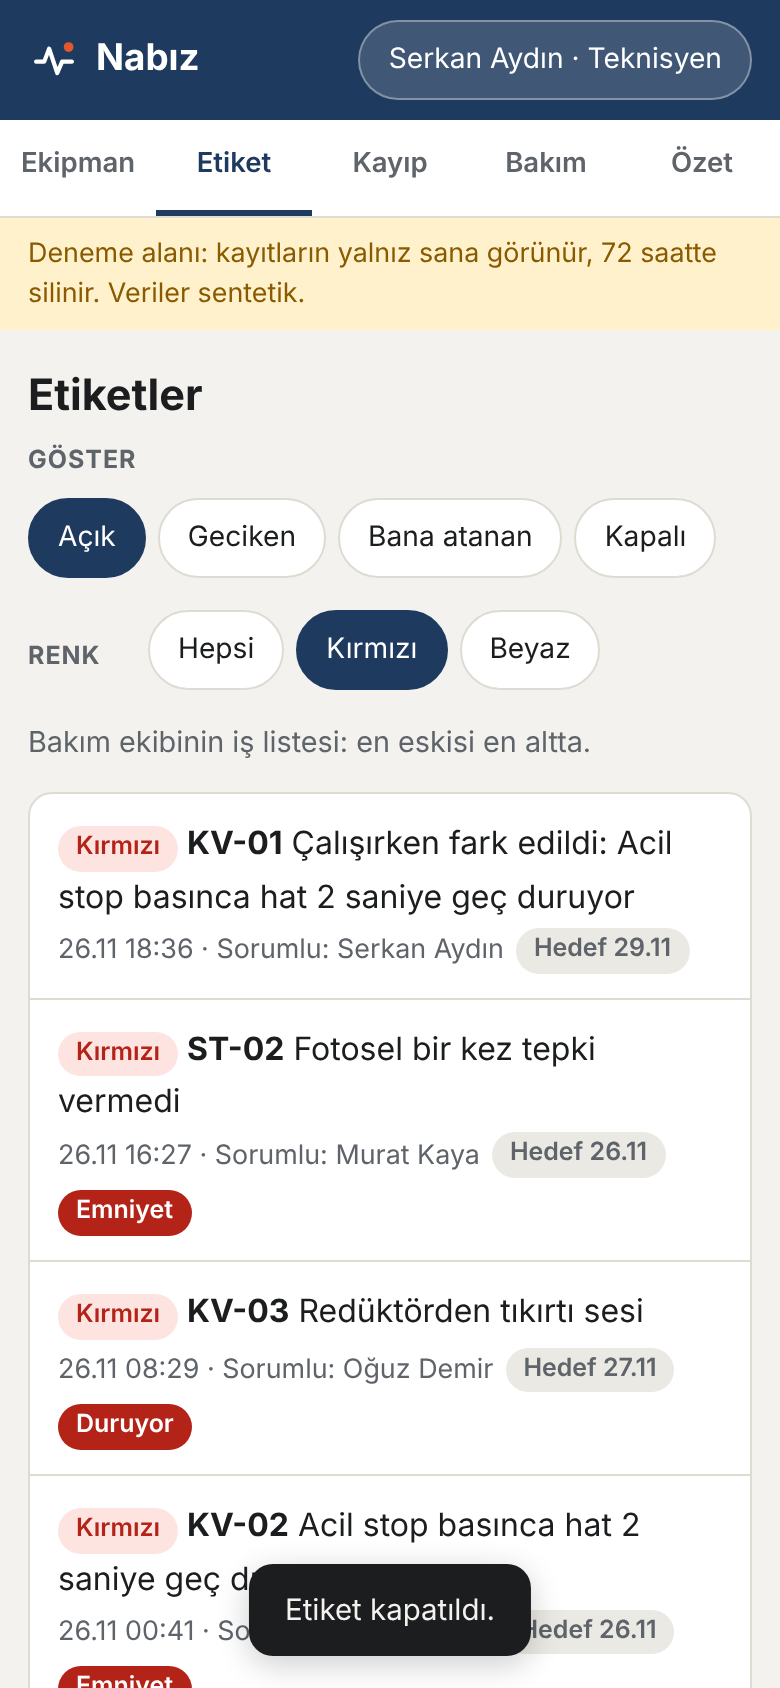 Nabız
Serkan Aydın · Teknisyen
Ekipman
Etiket
Kayıp
Bakım
Özet
Deneme alanı: kayıtların yalnız sana görünür, 72 saatte
silinir. Veriler sentetik.
Etiketler
GÖSTER
Açık
Geciken
Bana atanan
Kapalı
RENK
Hepsi
Kırmızı
Beyaz
Bakım ekibinin iş listesi: en eskisi en altta.
Kırmızı KV-01 Çalışırken fark edildi: Acil
stop basınca hat 2 saniye geç duruyor
26.11 18:36 · Sorumlu: Serkan Aydın Hedef 29.11
Kırmızı ST-02 Fotosel bir kez tepki
vermedi
26.11 16:27 · Sorumlu: Murat Kaya Hedef 26.11
Emniyet
Kırmızı KV-03 Redüktörden tıkırtı sesi
26.11 08:29 · Sorumlu: Oğuz Demir Hedef 27.11
Duruyor
Kırmızı KV-02 Acil stop basınca hat 2
saniye geç
Etiket kapatıldı.
26.11 00:41 · Hedef 26.11
Emniyet